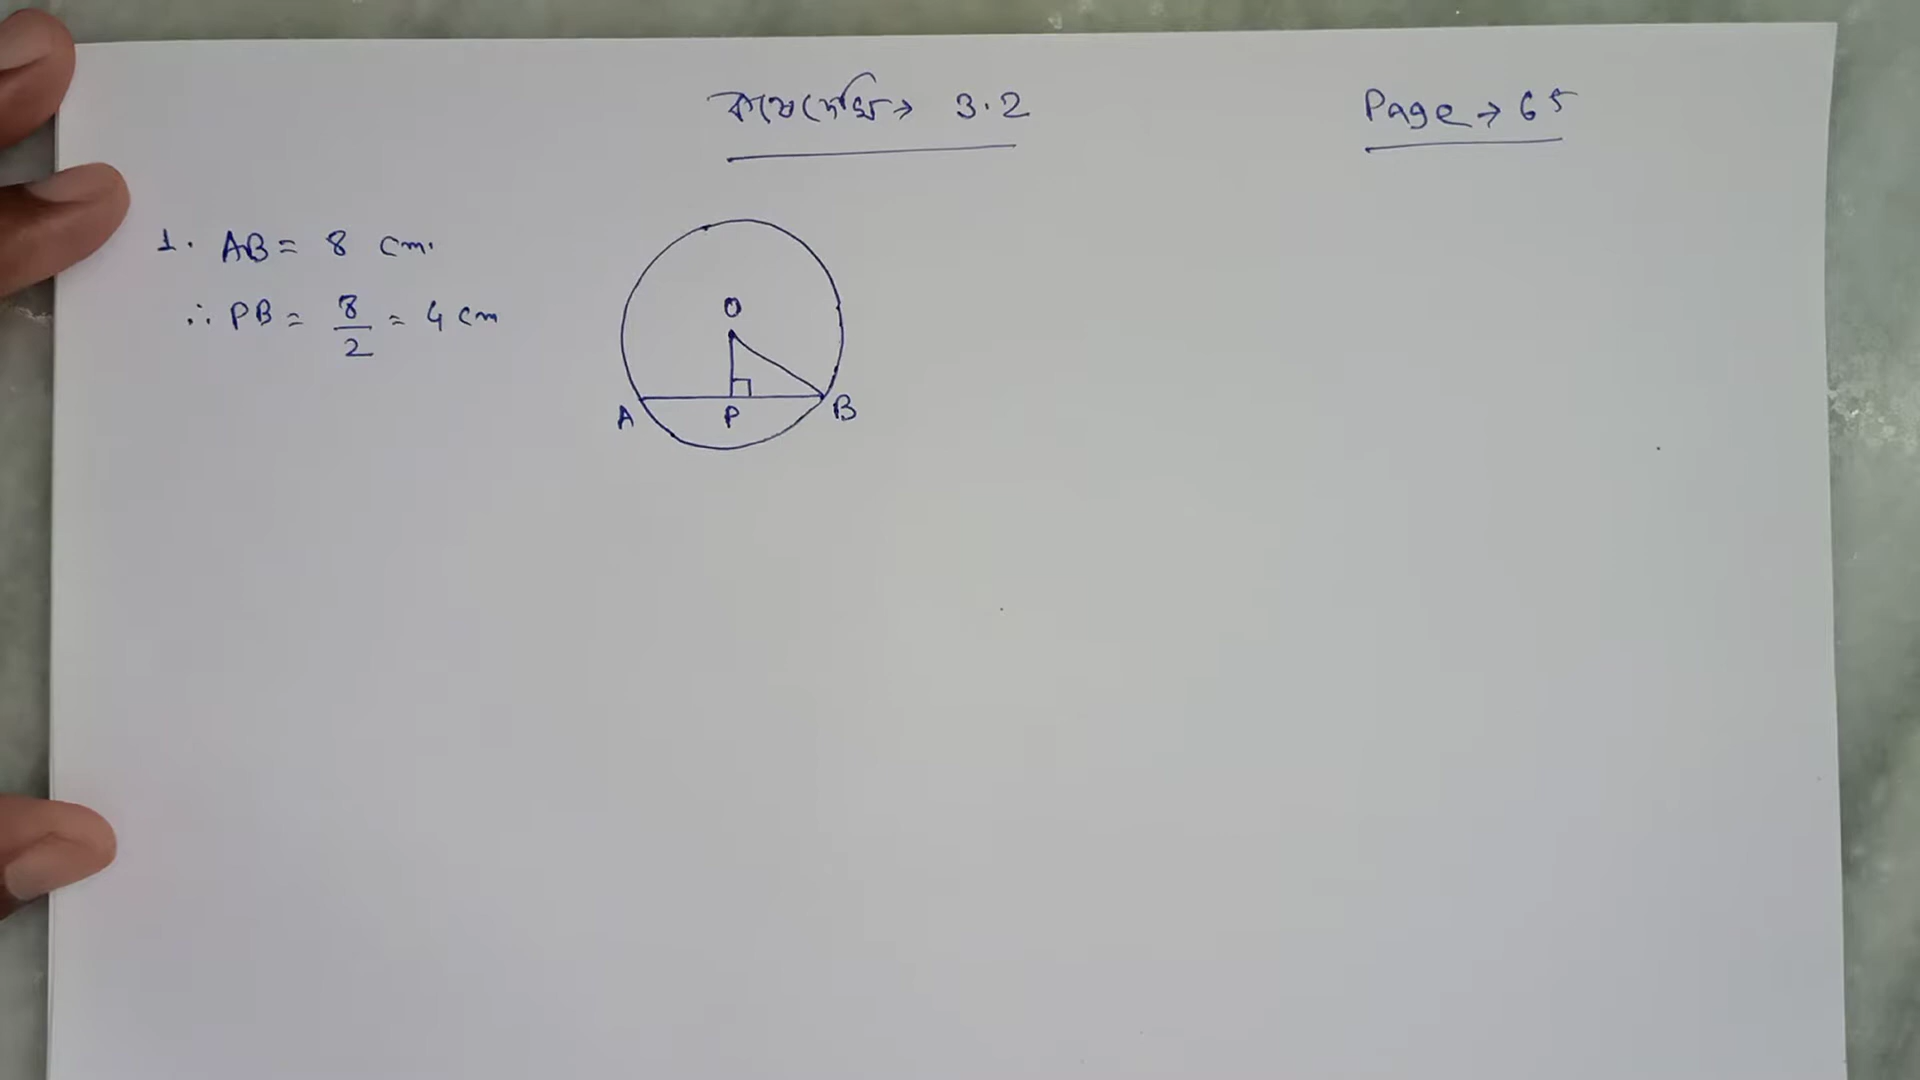 কষে দেখি→ 3.2
Page → 65
1. AB = 8 cm.
∴ PB = 8/2 = 4 cm
O
A P B